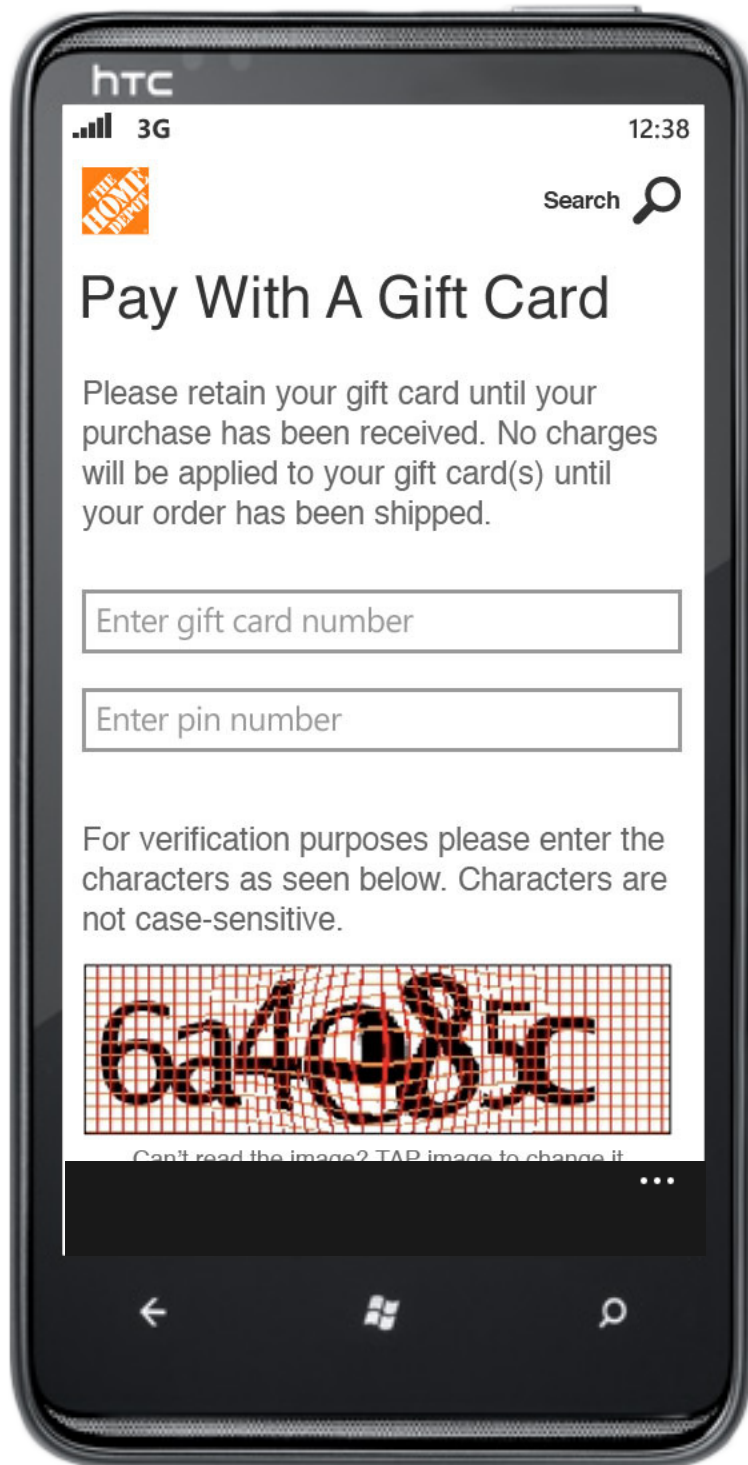 hTC
3G
12:38
THE
HOME
DEPOT
Search
Pay With A Gift Card
Please retain your gift card until your
purchase has been received. No charges
will be applied to your gift card(s) until
your order has been shipped.
Enter gift card number
Enter pin number
For verification purposes please enter the
characters as seen below. Characters are
not case-sensitive.
Can't read the image? TAP image to change it